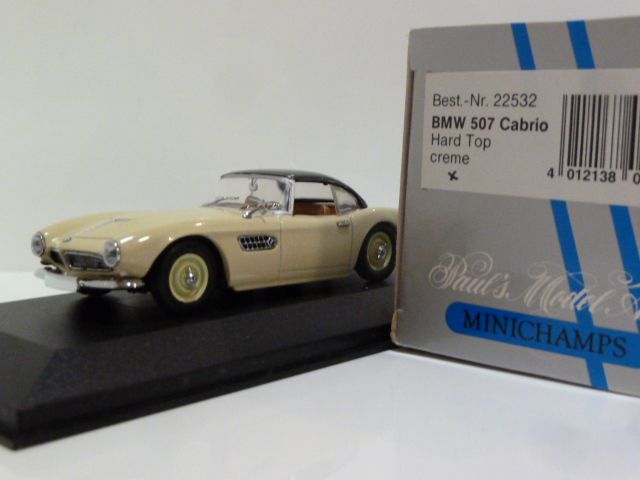 Best.-Nr. 22532
BMW 507 Cabrio
Hard Top
creme
4 012138 0
Paul's Model
MINICHAMPS